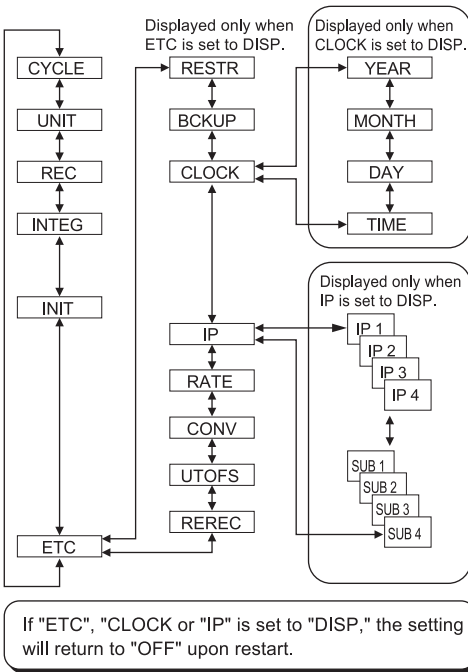 CYCLE
UNIT
REC
INTEG
INIT
ETC
Displayed only when
ETC is set to DISP.
RESTR
BCKUP
CLOCK
IP
RATE
CONV
UTOFS
REREC
Displayed only when
CLOCK is set to DISP.
YEAR
MONTH
DAY
TIME
Displayed only when
IP is set to DISP.
IP 1
IP 2
IP 3
IP 4
SUB 1
SUB 2
SUB 3
SUB 4
If "ETC", "CLOCK or "IP" is set to "DISP," the setting
will return to "OFF" upon restart.